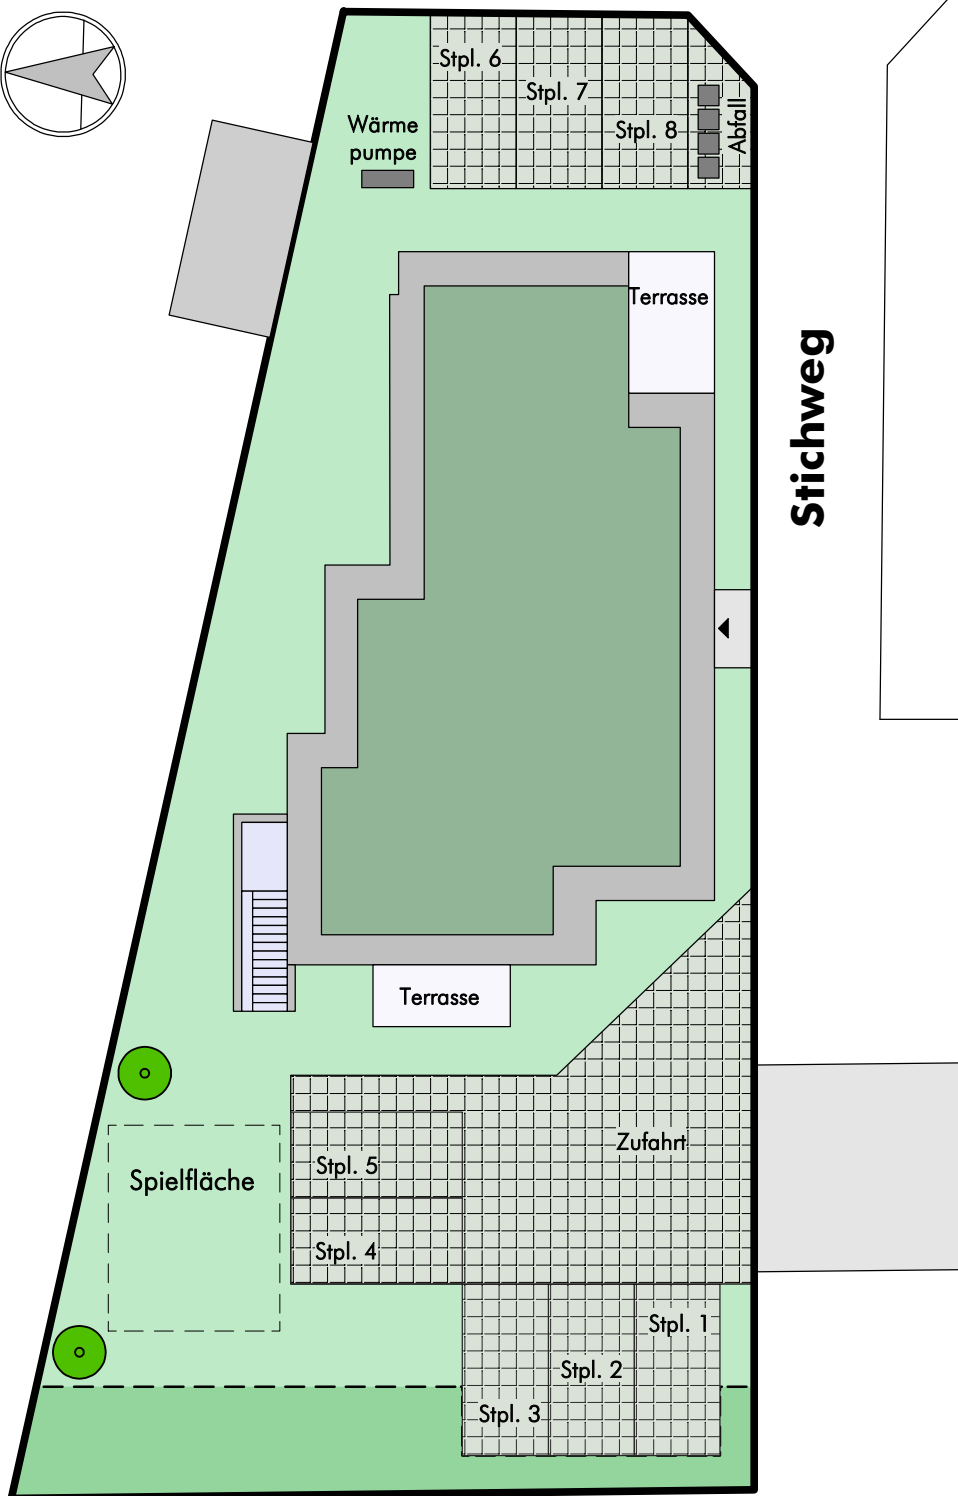 Stpl. 6
Stpl. 7
Stpl. 8
Abfall
Wärme
pumpe
Terrasse
Stichweg
Terrasse
Zufahrt
Stpl. 5
Spielfläche
Stpl. 4
Stpl. 1
Stpl. 2
Stpl. 3